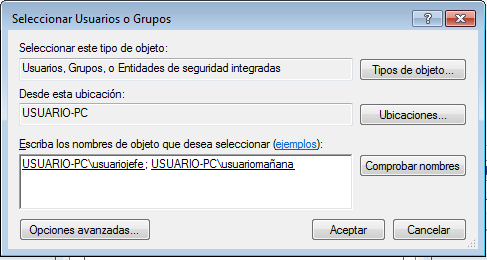 Seleccionar Usuarios o Grupos
Seleccionar este tipo de objeto:
Usuarios, Grupos, o Entidades de seguridad integradas
Tipos de objeto...
Desde esta ubicación:
USUARIO-PC
Ubicaciones...
Escriba los nombres de objeto que desea seleccionar (ejemplos):
USUARIO-PC\usuariojefe; USUARIO-PC\usuariomañana
Comprobar nombres
Opciones avanzadas...
Aceptar
Cancelar